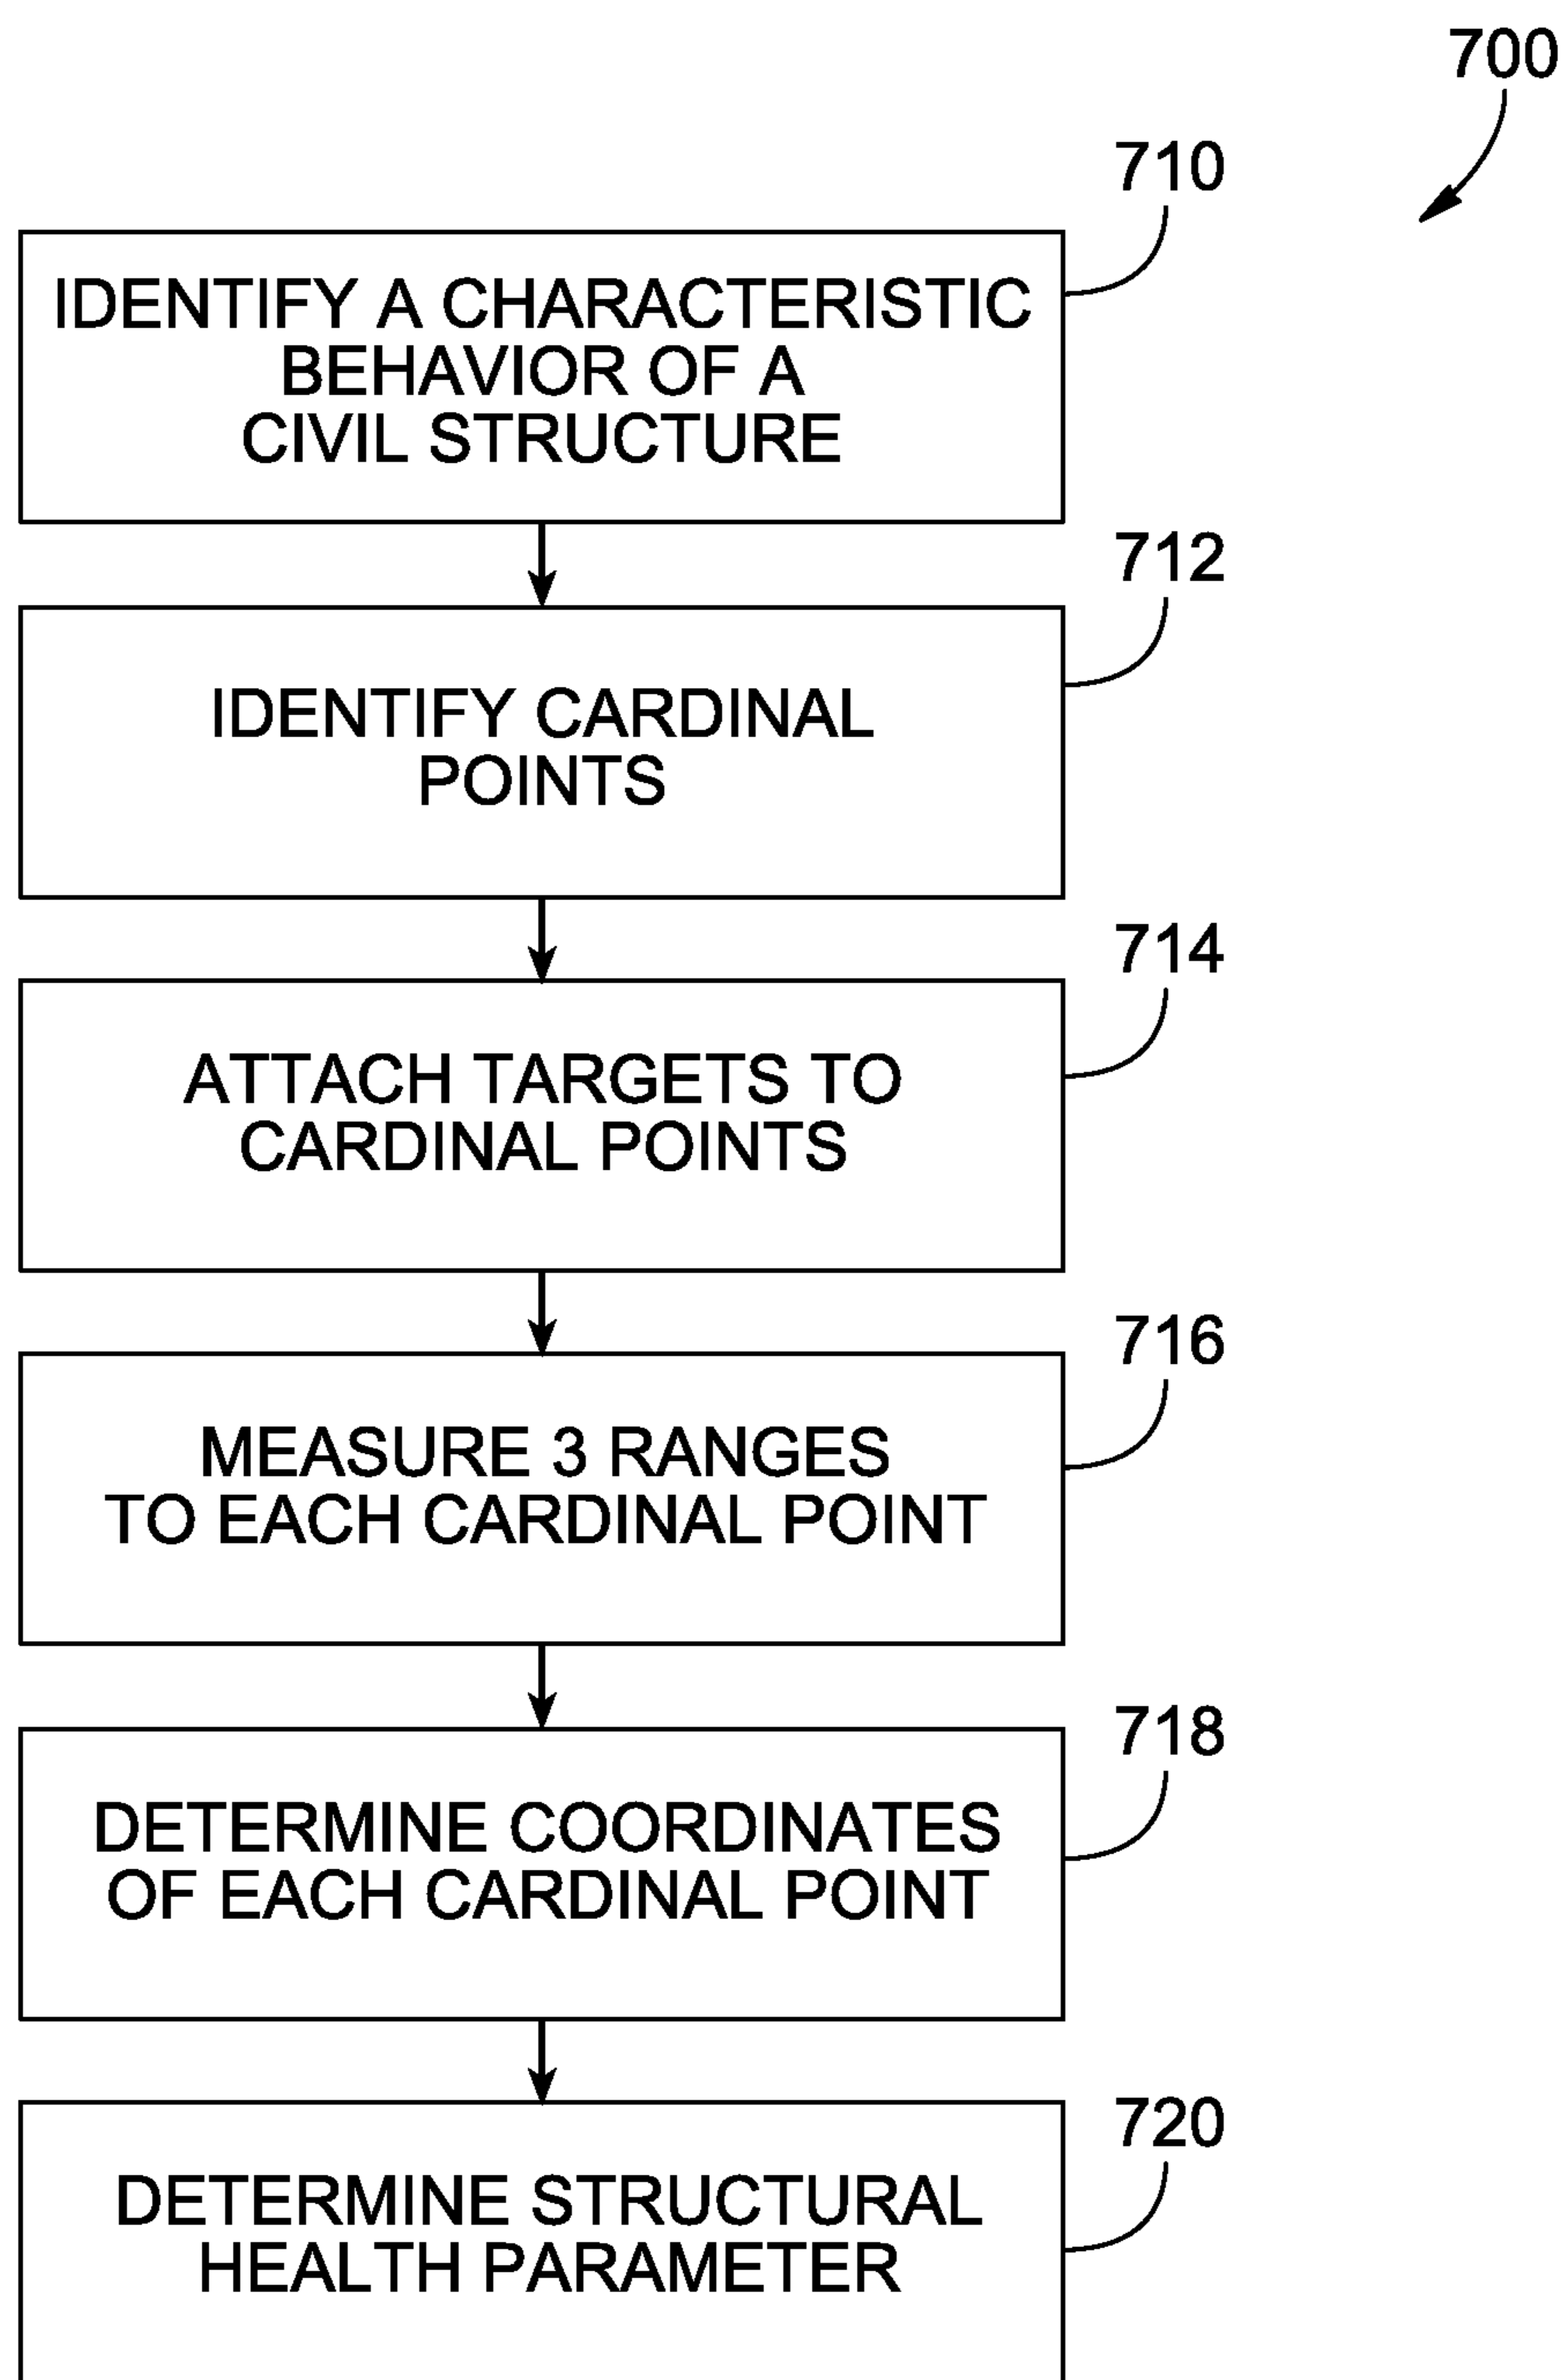 700
710
IDENTIFY A CHARACTERISTIC
BEHAVIOR OF A
CIVIL STRUCTURE
712
IDENTIFY CARDINAL
POINTS
714
ATTACH TARGETS TO
CARDINAL POINTS
716
MEASURE 3 RANGES
TO EACH CARDINAL POINT
718
DETERMINE COORDINATES
OF EACH CARDINAL POINT
720
DETERMINE STRUCTURAL
HEALTH PARAMETER